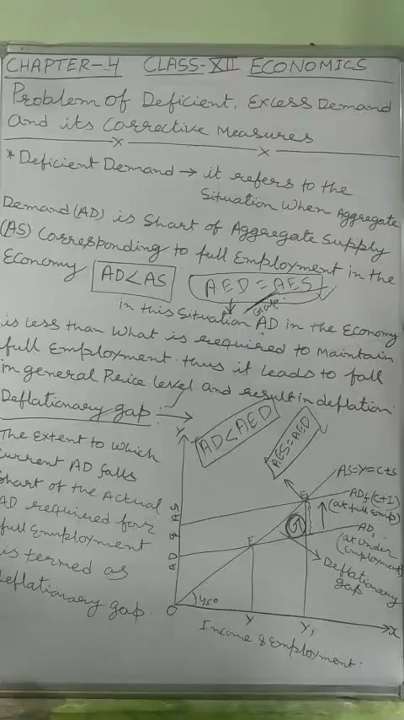 CHAPTER-4 CLASS-XII ECONOMICS
Problem of Deficient, Excess Demand
And its Corrective Measures
* Deficient Demand → it refers to the
Situation When Aggregate
Demand (AD) is Short of Aggregate Supply
(AS) Corresponding to full Employment in the
Economy AD<AS AED = AES
in this Situation AD in the Economy
is less than What is required to Maintain
full Employment. thus it leads to fall
in general Price level and result in deflation.
Deflationary gap: →
AD<AED
AES=AED
The Extent to Which
Current AD falls
Short of the Actual
AD required for
full Employment
is termed as
Deflationary gap.
Y
AD & AS
AS=Y=C+S
ADf (C+I)
(at full Emp)
AD1
(at Under
Employment)
Deflationary
gap
G
E
45°
O
Y
Y1
X
Income & Employment.